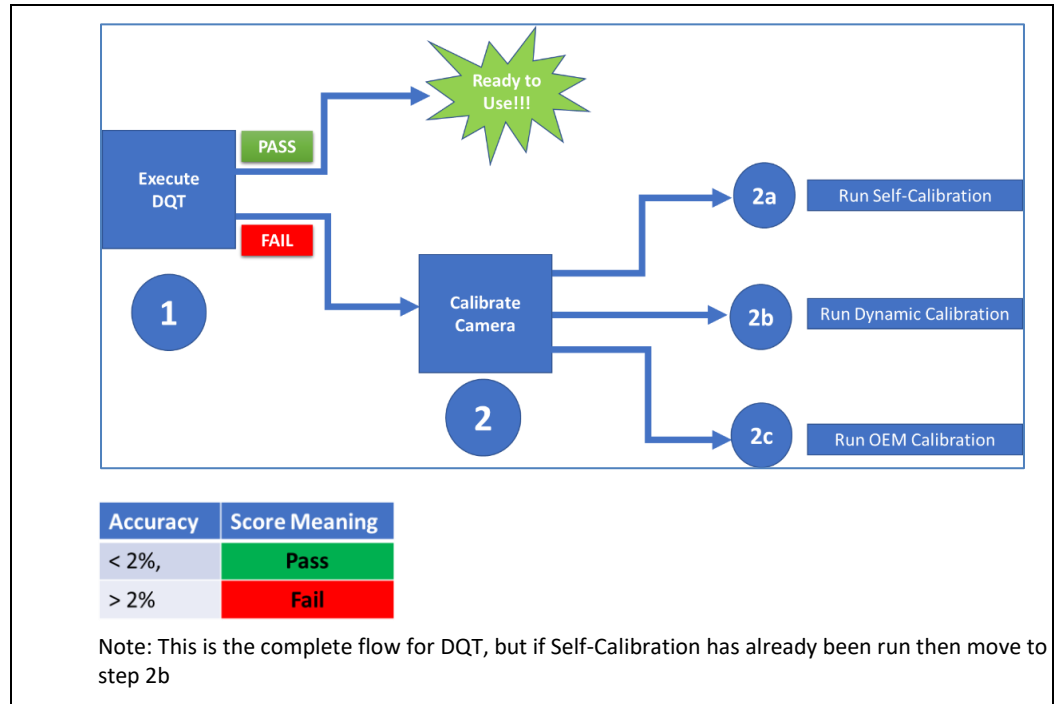 Ready to
Use!!!
PASS
Execute
DQT
FAIL
1
Calibrate
Camera
2
2a
Run Self-Calibration
2b
Run Dynamic Calibration
2c
Run OEM Calibration
Accuracy Score Meaning
< 2%, Pass
> 2% Fail
Note: This is the complete flow for DQT, but if Self-Calibration has already been run then move to
step 2b